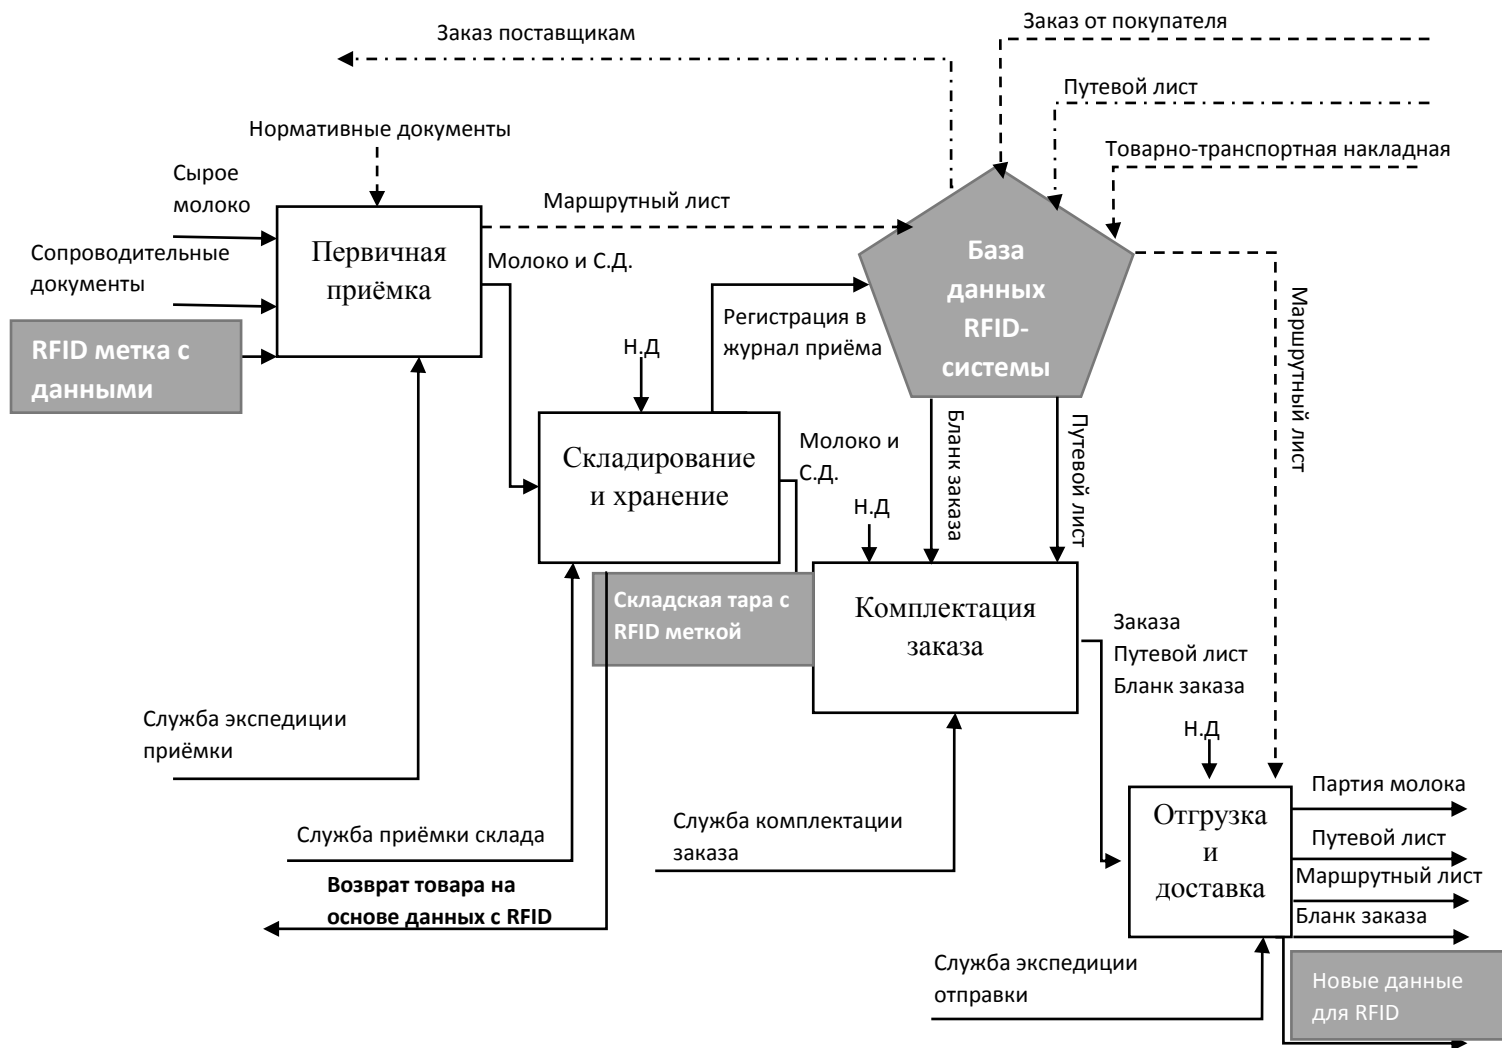 Заказ от покупателя
Заказ поставщикам
Путевой лист
Нормативные документы
Товарно-транспортная накладная
Сырое
молоко
Маршрутный лист
Сопроводительные
документы
Первичная
приёмка
Молоко и С.Д.
База
данных
RFID-
системы
Маршрутный лист
RFID метка с
данными
Регистрация в
журнал приёма
Н.Д
Складирование
и хранение
Молоко и
С.Д.
Бланк заказа
Путевой лист
Н.Д
Складская тара с
RFID меткой
Комплектация
заказа
Заказа
Путевой лист
Бланк заказа
Служба экспедиции
приёмки
Н.Д
Партия молока
Отгрузка
и
доставка
Служба приёмки склада
Служба комплектации
заказа
Путевой лист
Маршрутный лист
Бланк заказа
Возврат товара на
основе данных с RFID
Служба экспедиции
отправки
Новые данные
для RFID